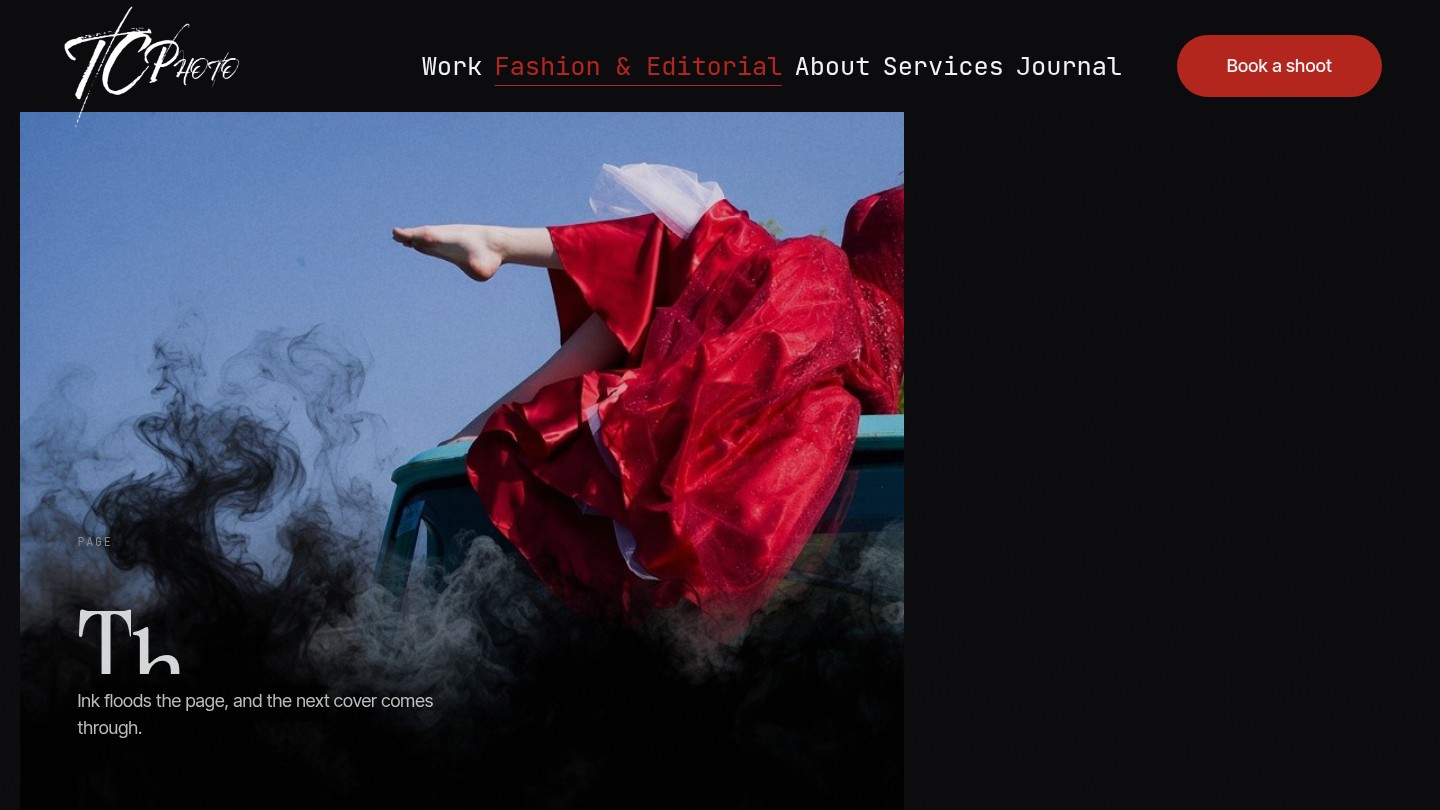 TCPHOTO
Work Fashion & Editorial About Services Journal
Book a shoot
PAGE
Th
Ink floods the page, and the next cover comes
through.